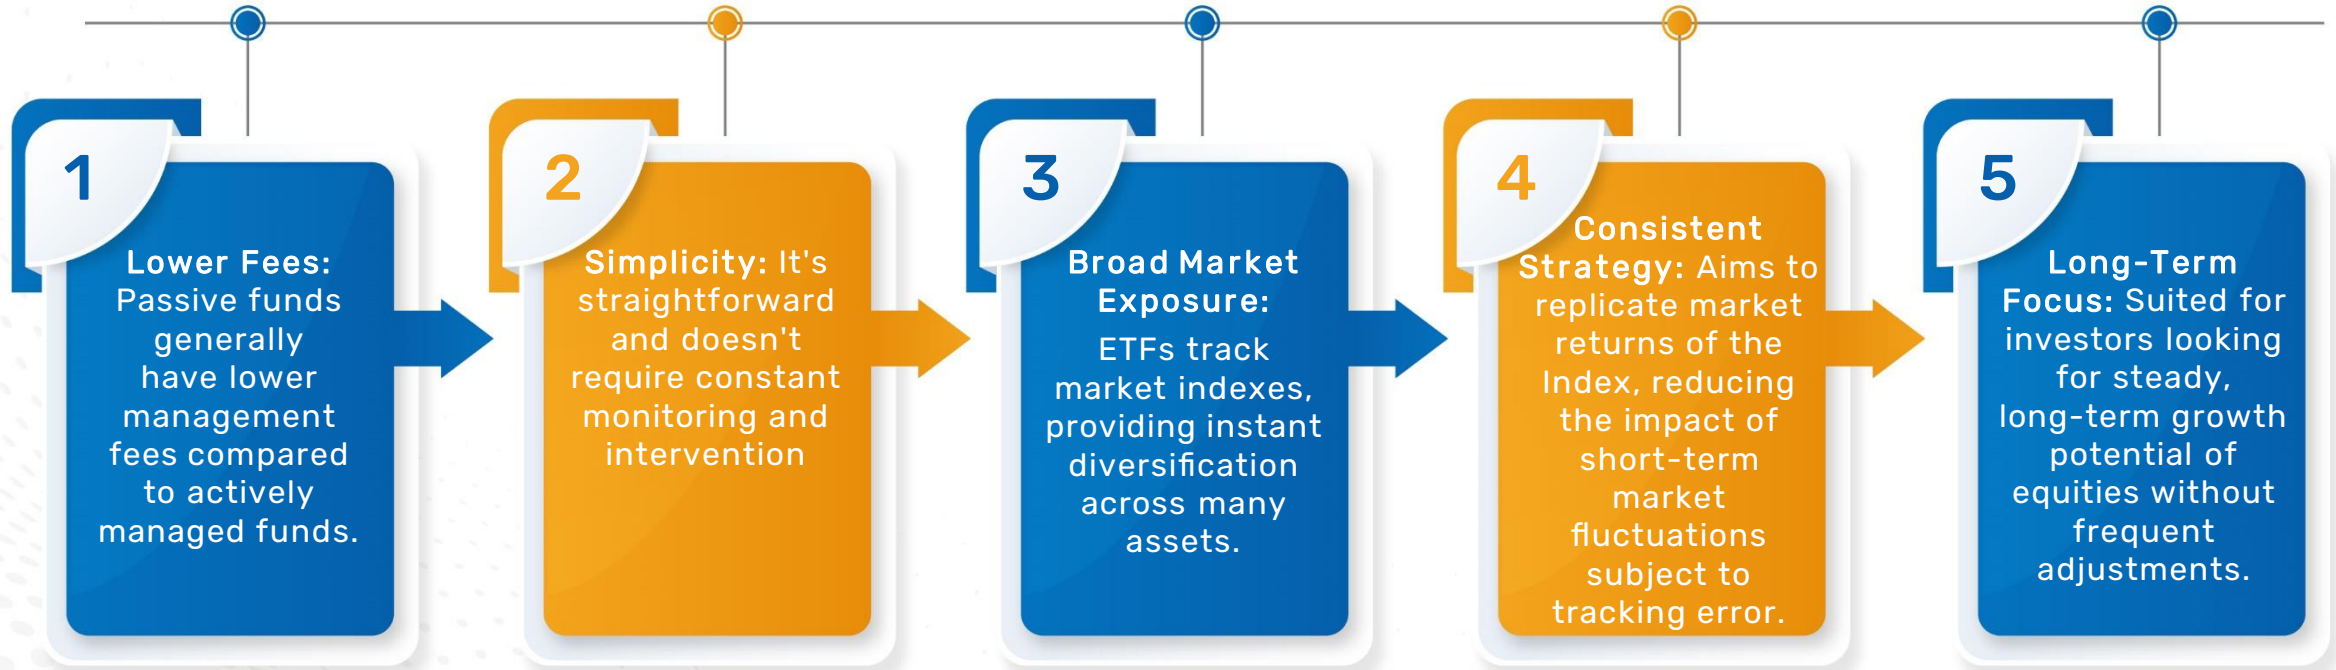 1
Lower Fees:
Passive funds
generally
have lower
management
fees compared
to actively
managed funds.
2
Simplicity: It's
straightforward
and doesn't
require constant
monitoring and
intervention
3
Broad Market
Exposure:
ETFs track
market indexes,
providing instant
diversification
across many
assets.
4
Consistent
Strategy: Aims to
replicate market
returns of the
Index, reducing
the impact of
short-term
market
fluctuations
subject to
tracking error.
5
Long-Term
Focus: Suited for
investors looking
for steady,
long-term growth
potential of
equities without
frequent
adjustments.